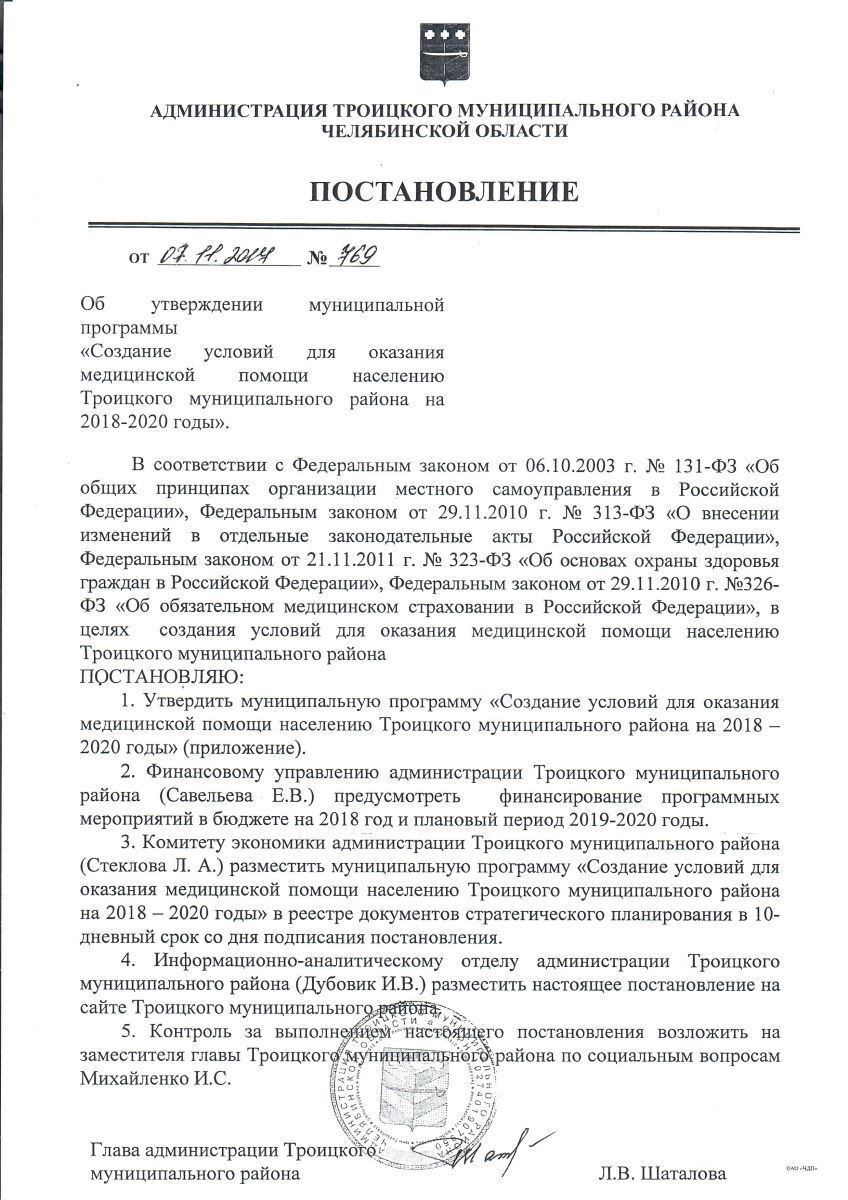 АДМИНИСТРАЦИЯ ТРОИЦКОГО МУНИЦИПАЛЬНОГО РАЙОНА
ЧЕЛЯБИНСКОЙ ОБЛАСТИ
ПОСТАНОВЛЕНИЕ
от 07.11.2017 № 769
Об утверждении муниципальной
программы
«Создание условий для оказания
медицинской помощи населению
Троицкого муниципального района на
2018-2020 годы».
В соответствии с Федеральным законом от 06.10.2003 г. № 131-ФЗ «Об
общих принципах организации местного самоуправления в Российской
Федерации», Федеральным законом от 29.11.2010 г. № 313-ФЗ «О внесении
изменений в отдельные законодательные акты Российской Федерации»,
Федеральным законом от 21.11.2011 г. № 323-ФЗ «Об основах охраны здоровья
граждан в Российской Федерации», Федеральным законом от 29.11.2010 г. №326-
ФЗ «Об обязательном медицинском страховании в Российской Федерации», в
целях создания условий для оказания медицинской помощи населению
Троицкого муниципального района
ПОСТАНОВЛЯЮ:
1. Утвердить муниципальную программу «Создание условий для оказания
медицинской помощи населению Троицкого муниципального района на 2018 –
2020 годы» (приложение).
2. Финансовому управлению администрации Троицкого муниципального
района (Савельева Е.В.) предусмотреть финансирование программных
мероприятий в бюджете на 2018 год и плановый период 2019-2020 годы.
3. Комитету экономики администрации Троицкого муниципального района
(Стеклова Л. А.) разместить муниципальную программу «Создание условий для
оказания медицинской помощи населению Троицкого муниципального района
на 2018 – 2020 годы» в реестре документов стратегического планирования в 10-
дневный срок со дня подписания постановления.
4. Информационно-аналитическому отделу администрации Троицкого
муниципального района (Дубовик И.В.) разместить настоящее постановление на
сайте Троицкого муниципального района.
5. Контроль за выполнением настоящего постановления возложить на
заместителя главы Троицкого муниципального района по социальным вопросам
Михайленко И.С.
Глава администрации Троицкого
муниципального района Л.В. Шаталова
ОАО «ЧДП»